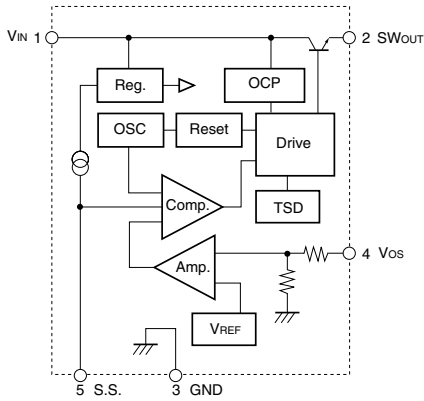 VIN 1
2 SWOUT
Reg.
OCP
OSC
Reset
Drive
Comp.
TSD
Amp.
4 VOS
VREF
5 S.S.
3 GND